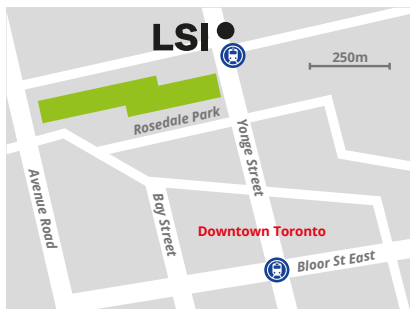 LSI
250m
Rosedale Park
Yonge Street
Avenue Road
Bay Street
Downtown Toronto
Bloor St East